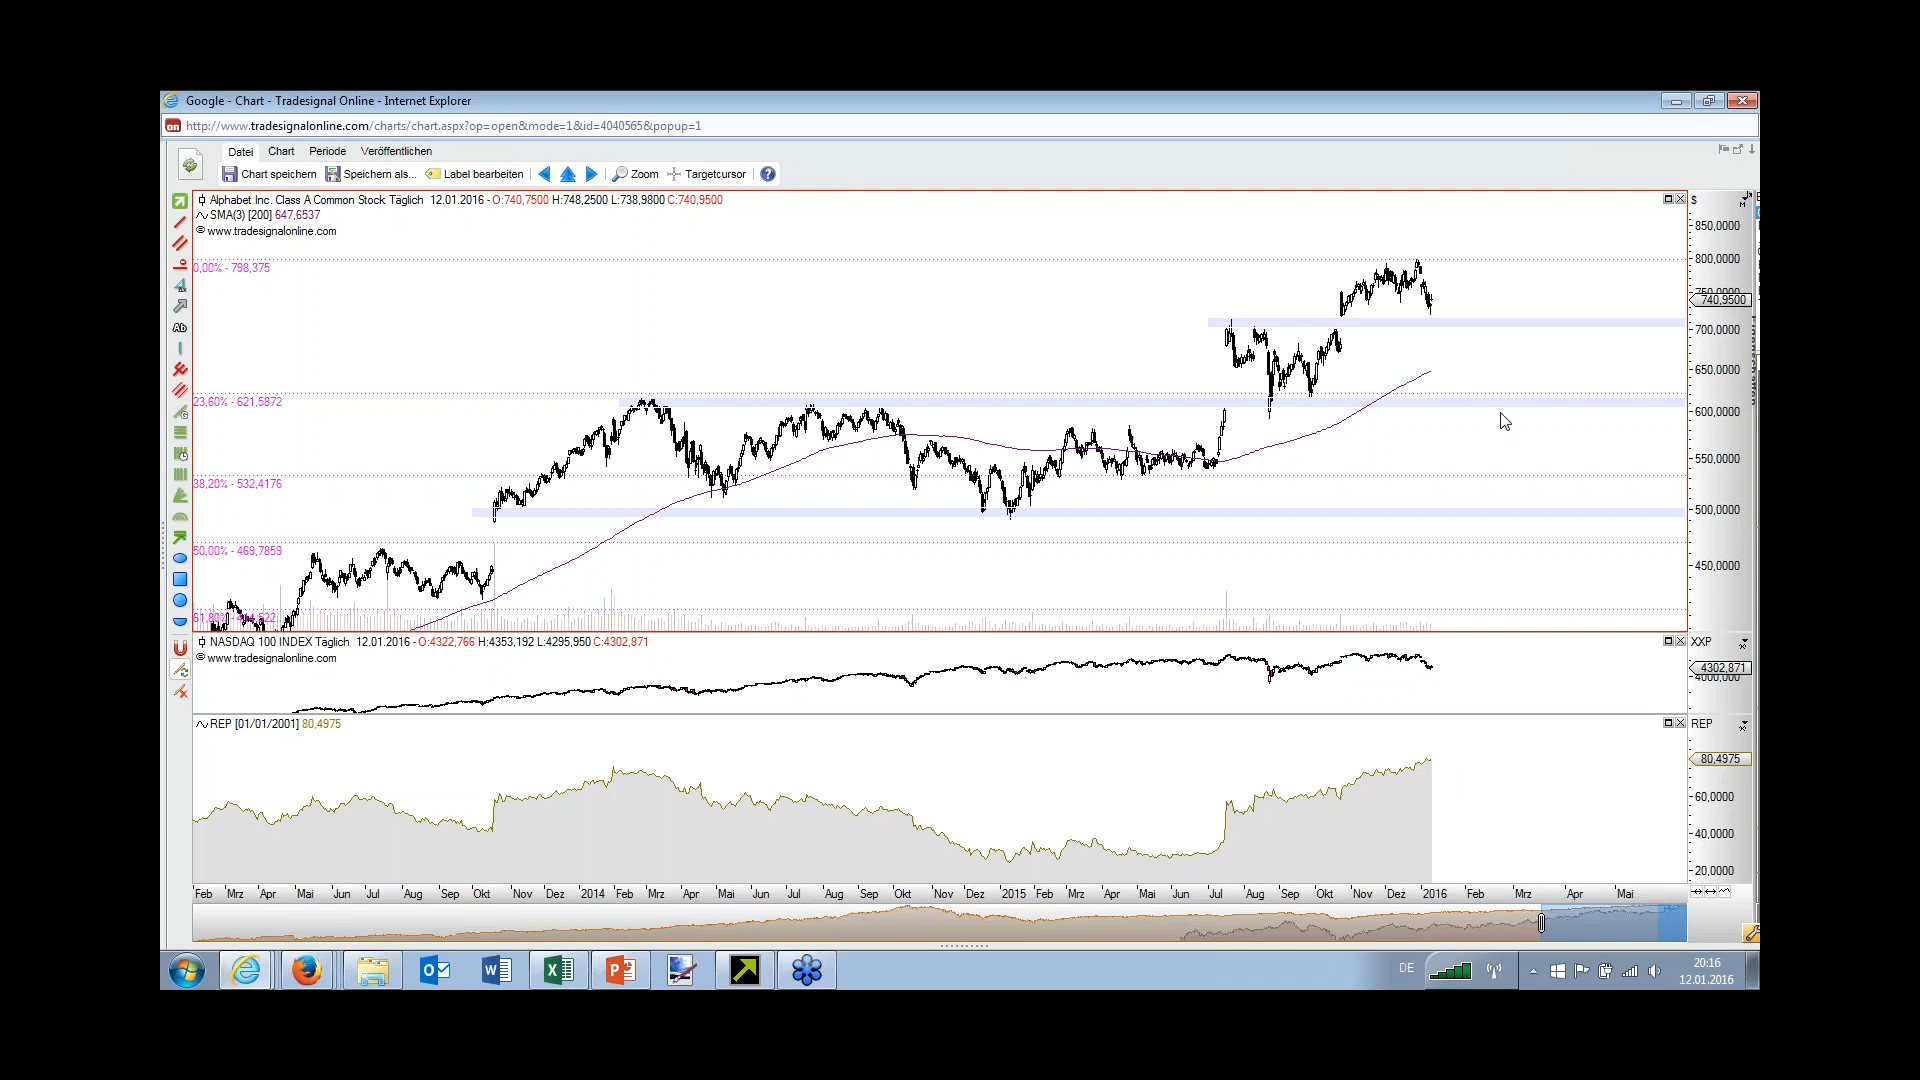 Google - Chart - Tradesignal Online - Internet Explorer
http://www.tradesignalonline.com/charts/chart.aspx?op=open&mode=1&id=4040565&popup=1
Datei Chart Periode Veröffentlichen
Chart speichern Speichern als... Label bearbeiten Zoom Targetcursor
Alphabet Inc. Class A Common Stock Täglich 12.01.2016 - O:740,7500 H:748,2500 L:738,9800 C:740,9500
SMA(3) [200] 647,6537
© www.tradesignalonline.com
$
850,0000
0,00% - 798,375
800,0000
740,9500
700,0000
650,0000
23,60% - 621,5872
600,0000
550,0000
38,20% - 532,4176
500,0000
50,00% - 469,7859
450,0000
NASDAQ 100 INDEX Täglich 12.01.2016 - O:4322,766 H:4353,192 L:4295,950 C:4302,871
© www.tradesignalonline.com
XXP
4302,871
4000,000
REP [01/01/2001] 80,4975
REP
80,4975
60,0000
40,0000
20,0000
Feb Mrz Apr Mai Jun Jul Aug Sep Okt Nov Dez 2014 Feb Mrz Apr Mai Jun Jul Aug Sep Okt Nov Dez 2015 Feb Mrz Apr Mai Jun Jul Aug Sep Okt Nov Dez 2016 Feb Mrz Apr Mai
DE
20:16
12.01.2016